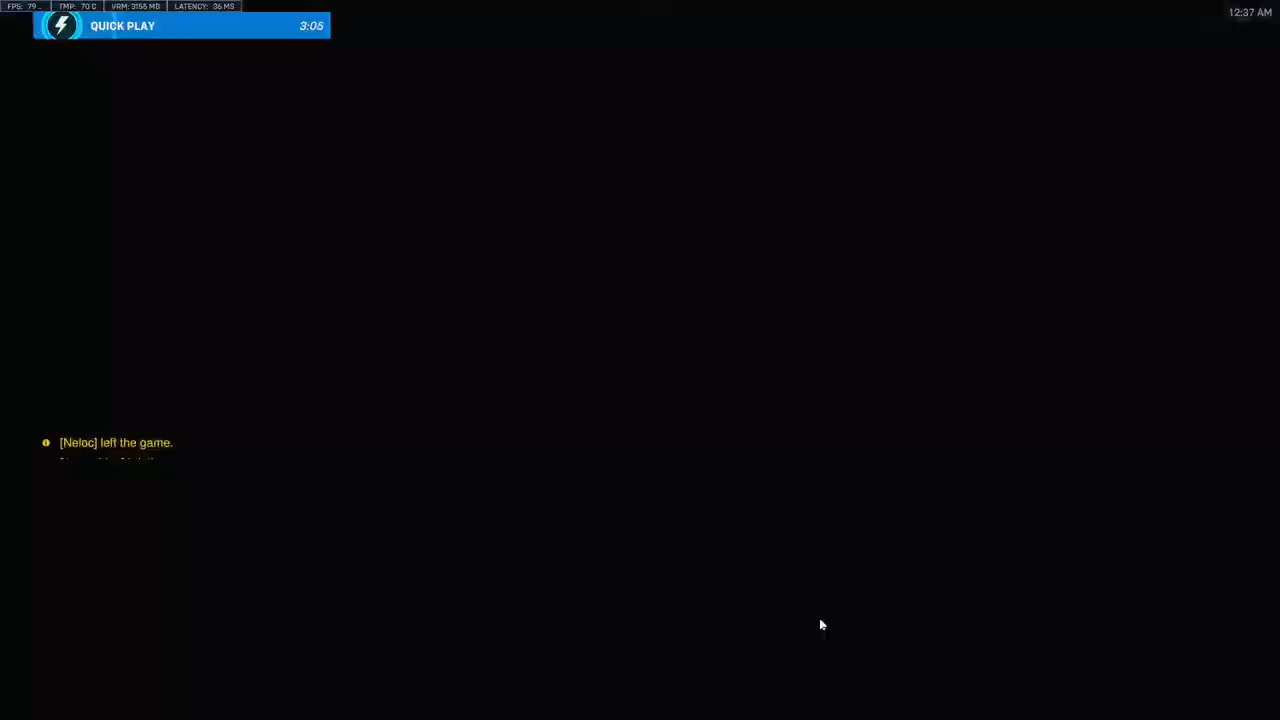 FPS: 79 TMP: 70°C VRM: 3155 MB LATENCY: 36 MS
12:37 AM
QUICK PLAY 3:05
[Neloc] left the game.